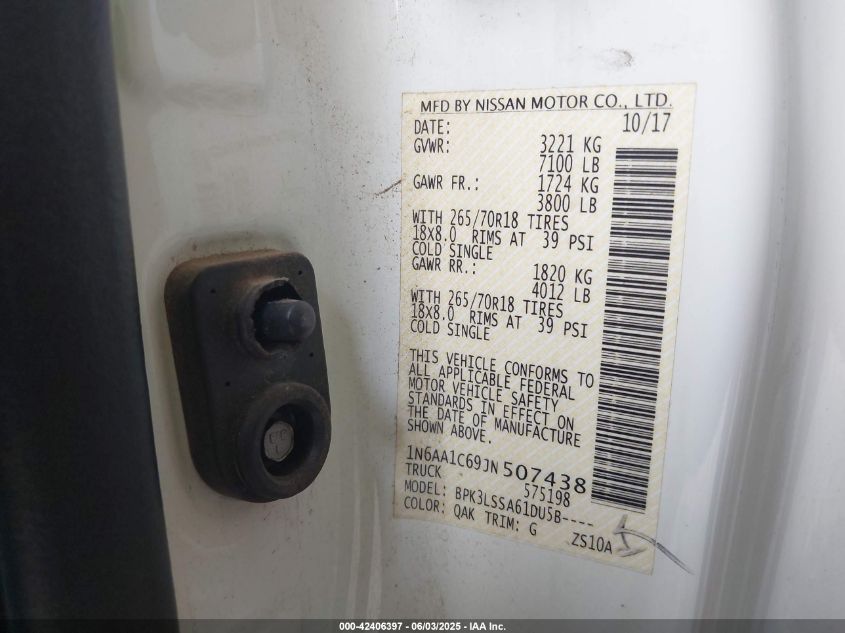 MFD BY NISSAN MOTOR CO., LTD.
DATE: 10/17
GVWR: 3221 KG
7100 LB
GAWR FR.: 1724 KG
3800 LB
WITH 265/70R18 TIRES
18X8.0 RIMS AT 39 PSI
COLD SINGLE
GAWR RR.: 1820 KG
4012 LB
WITH 265/70R18 TIRES
18X8.0 RIMS AT 39 PSI
COLD SINGLE
THIS VEHICLE CONFORMS TO
ALL APPLICABLE FEDERAL
MOTOR VEHICLE SAFETY
STANDARDS IN EFFECT ON
THE DATE OF MANUFACTURE
SHOWN ABOVE.
1N6AA1C69JN507438
TRUCK 575198
MODEL: BPK3LSSA61DU5B----
COLOR: QAK TRIM: G ZS10A
000-42406397 - 06/03/2025 - IAA Inc.